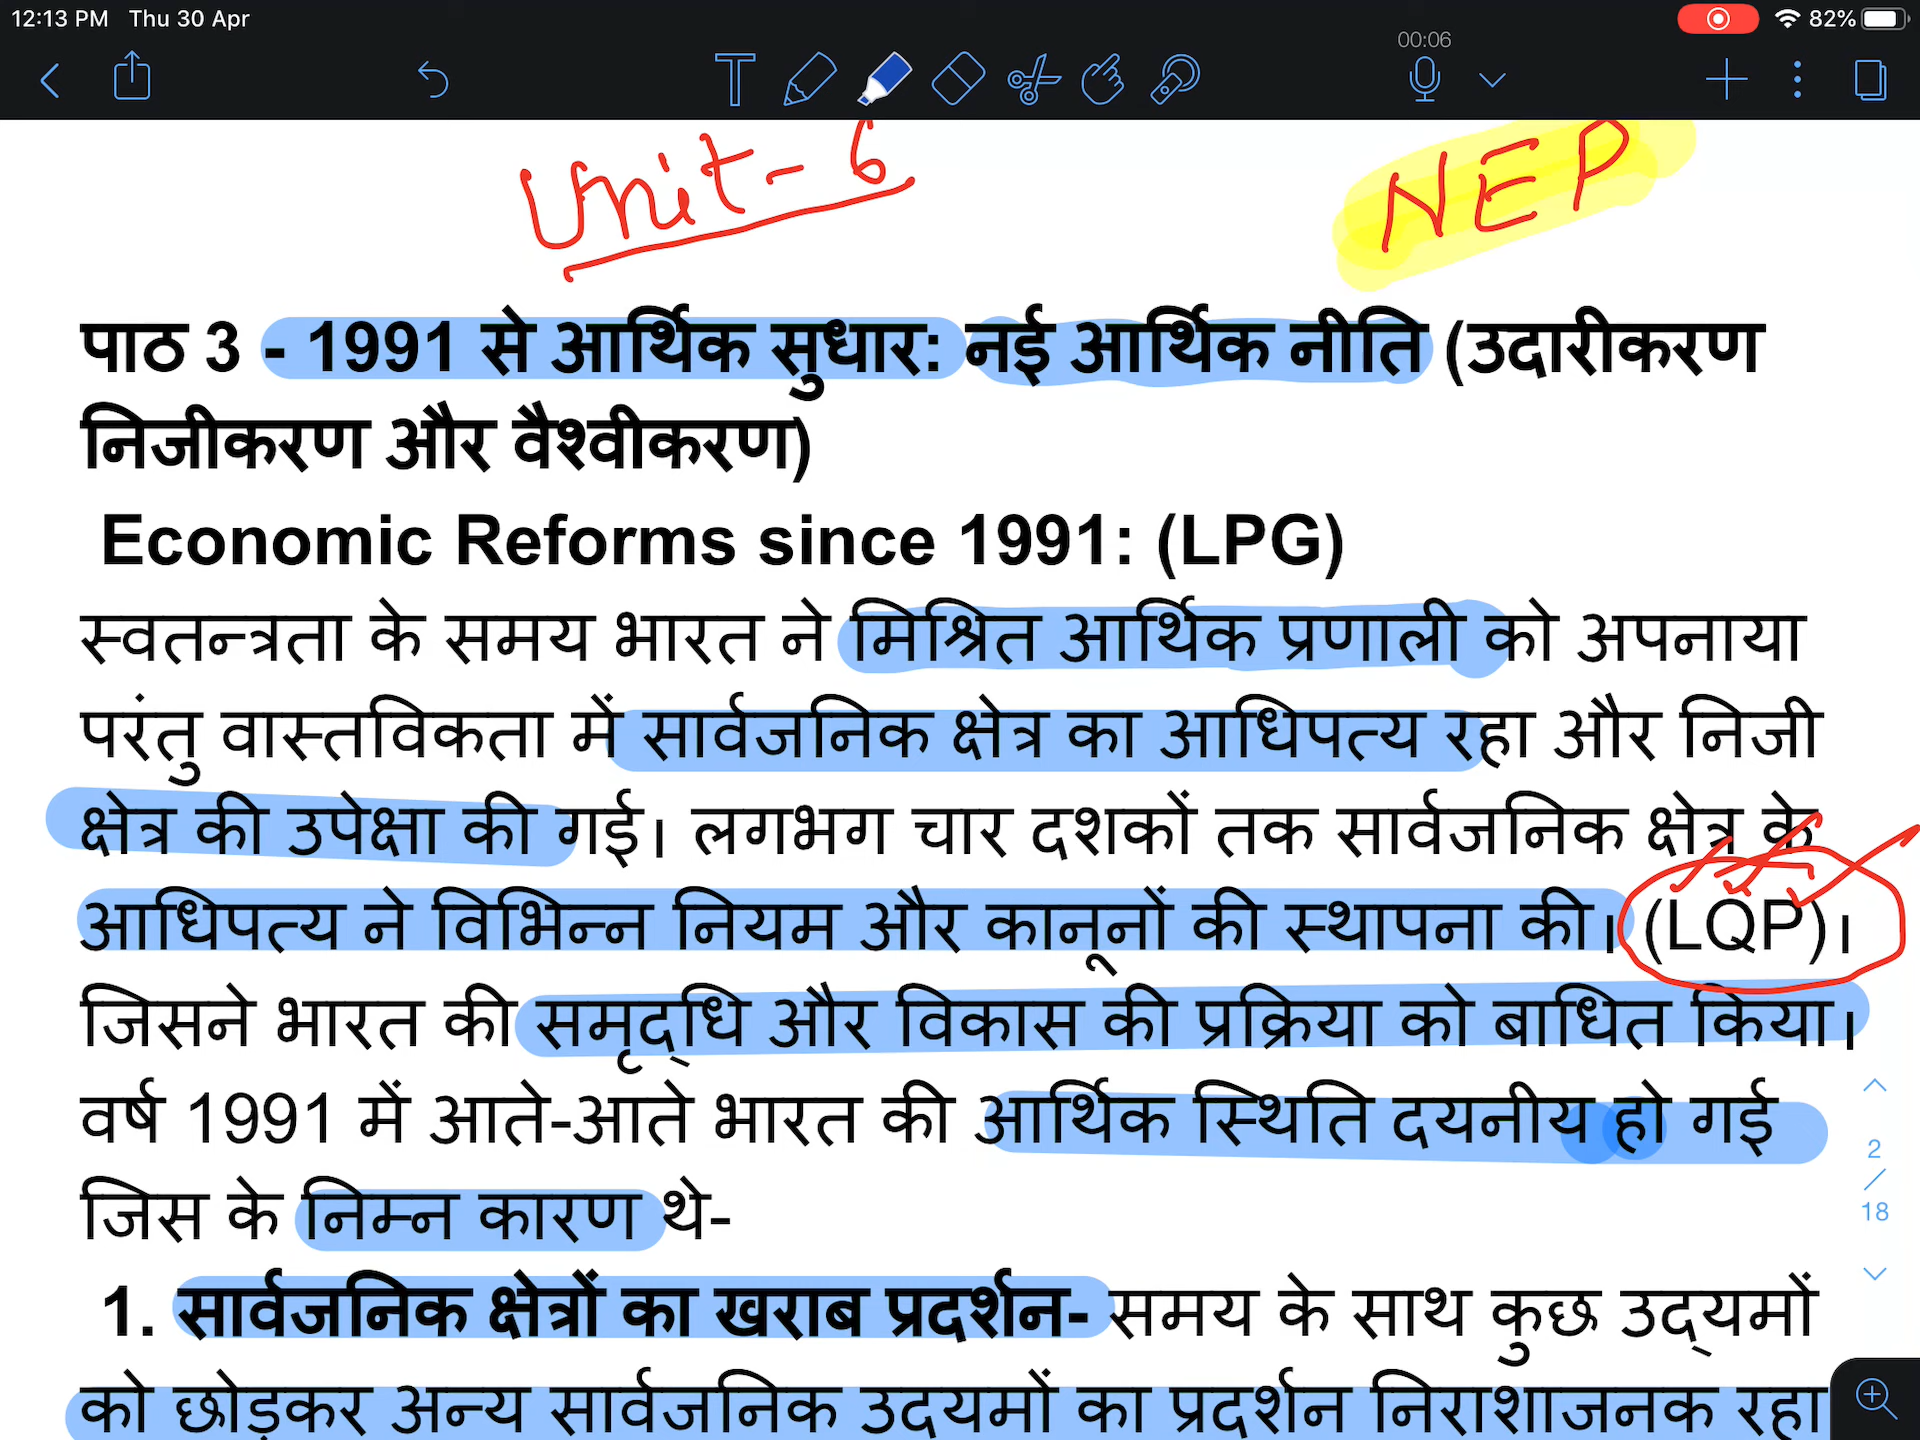 12:13 PM Thu 30 Apr
82%
00:06
Unit - 6
NEP
पाठ 3 - 1991 से आर्थिक सुधार: नई आर्थिक नीति (उदारीकरण
निजीकरण और वैश्वीकरण)
Economic Reforms since 1991: (LPG)
स्वतन्त्रता के समय भारत ने मिश्रित आर्थिक प्रणाली को अपनाया
परंतु वास्तविकता में सार्वजनिक क्षेत्र का आधिपत्य रहा और निजी
क्षेत्र की उपेक्षा की गई। लगभग चार दशकों तक सार्वजनिक क्षेत्र के
आधिपत्य ने विभिन्न नियम और कानूनों की स्थापना की। (LQP)।
जिसने भारत की समृद्धि और विकास की प्रक्रिया को बाधित किया।
वर्ष 1991 में आते-आते भारत की आर्थिक स्थिति दयनीय हो गई
जिस के निम्न कारण थे-
1. सार्वजनिक क्षेत्रों का खराब प्रदर्शन- समय के साथ कुछ उद्यमों
को छोड़कर अन्य सार्वजनिक उद्यमों का प्रदर्शन निराशाजनक रहा
2
/
18